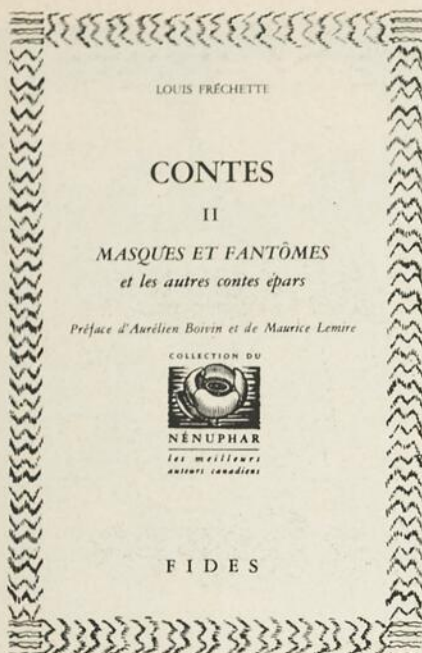 LOUIS FRÉCHETTE
CONTES
II
MASQUES ET FANTÔMES
et les autres contes épars
Préface d'Aurélien Boivin et de Maurice Lemire
COLLECTION DU
NÉNUPHAR
les meilleurs
auteurs canadiens
FIDES